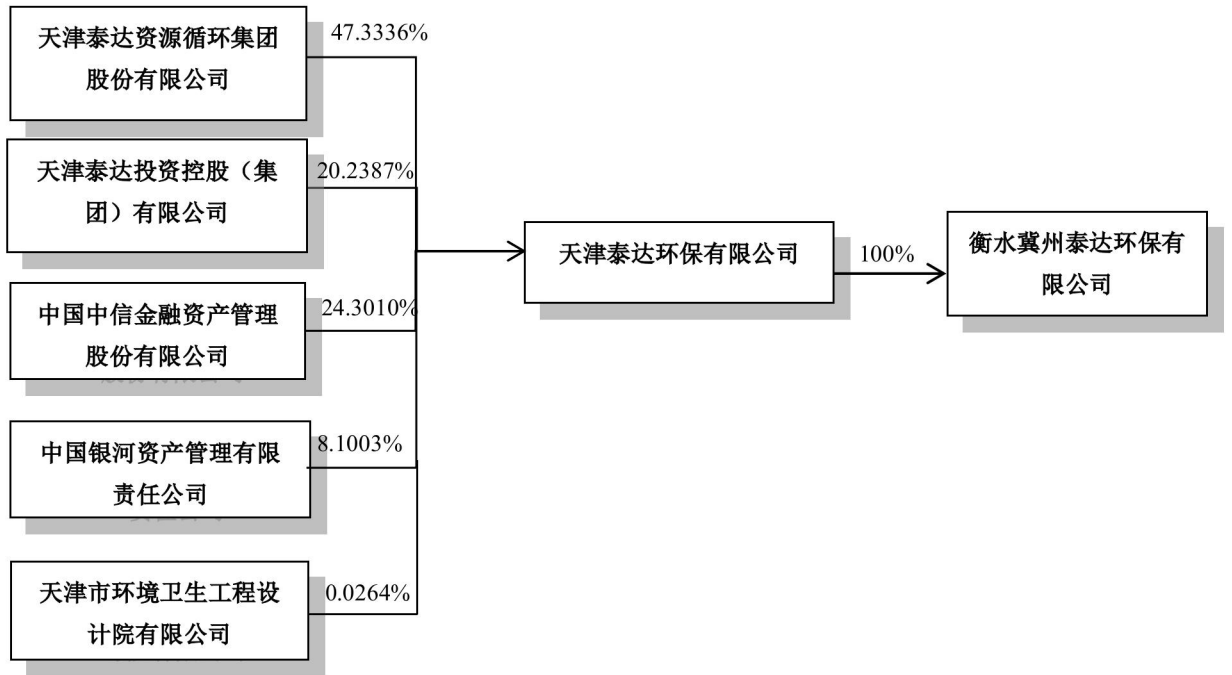 天津泰达资源循环集团
股份有限公司
47.3336%
天津泰达投资控股（集
团）有限公司
20.2387%
中国中信金融资产管理
股份有限公司
24.3010%
中国银河资产管理有限
责任公司
8.1003%
天津市环境卫生工程设
计院有限公司
0.0264%
天津泰达环保有限公司
100%
衡水冀州泰达环保有
限公司